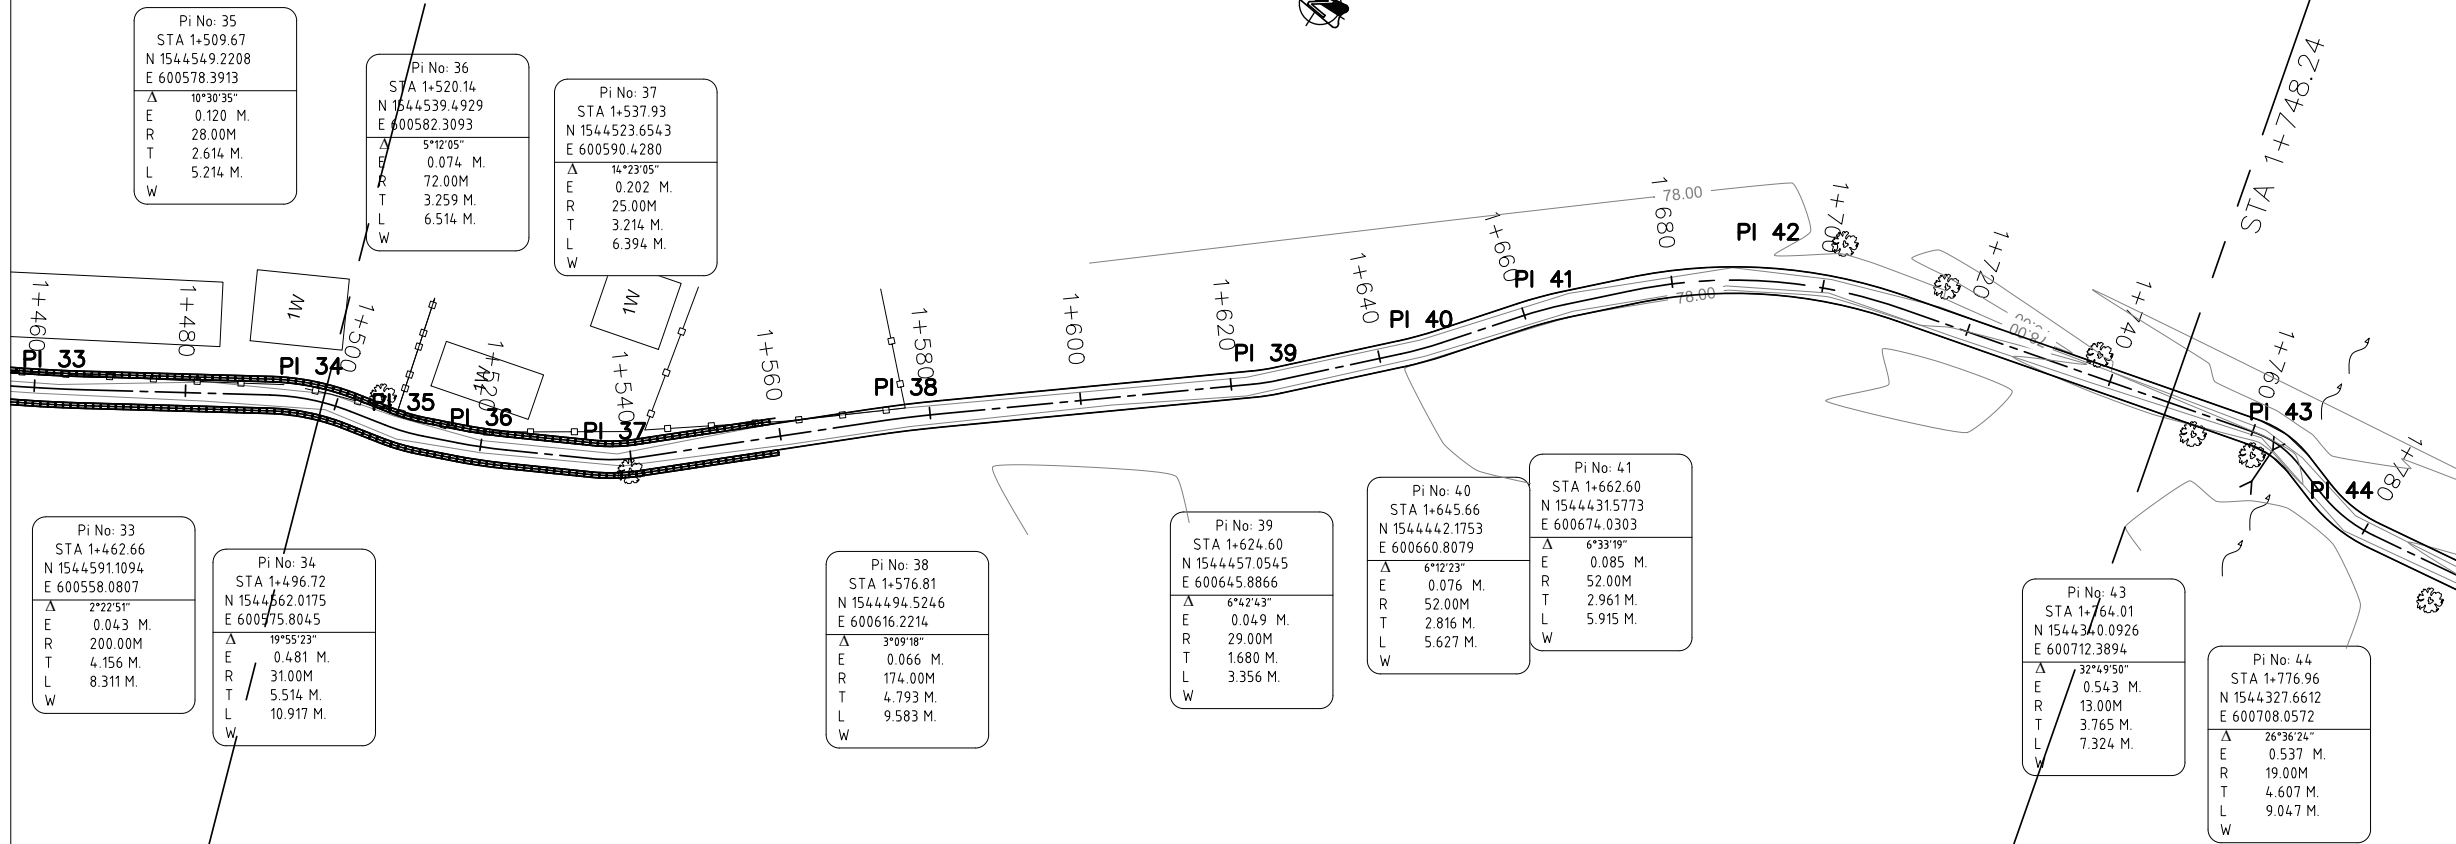 Pi No: 35
STA 1+509.67
N 1544549.2208
E 600578.3913
Δ 10°30'35"
E 0.120 M.
R 28.00M
T 2.614 M.
L 5.214 M.
W
Pi No: 36
STA 1+520.14
N 1544539.4929
E 600582.3093
Δ 5°12'05"
E 0.074 M.
R 72.00M
T 3.259 M.
L 6.514 M.
W
Pi No: 37
STA 1+537.93
N 1544523.6543
E 600590.4280
Δ 14°23'05"
E 0.202 M.
R 25.00M
T 3.214 M.
L 6.394 M.
W
STA 1+748.24
78.00
78.00
78.00
1+460
1+480
1+500
1+520
1+540
1+560
1+580
1+600
1+620
1+640
1+660
1 680
1+700
1+720
1+740
1+760
1+780
PI 33
PI 34
PI 35
PI 36
PI 37
PI 38
PI 39
PI 40
PI 41
PI 42
PI 43
PI 44
Pi No: 33
STA 1+462.66
N 1544591.1094
E 600558.0807
Δ 2°22'51"
E 0.043 M.
R 200.00M
T 4.156 M.
L 8.311 M.
W
Pi No: 34
STA 1+496.72
N 1544562.0175
E 600575.8045
Δ 19°55'23"
E 0.481 M.
R 31.00M
T 5.514 M.
L 10.917 M.
W
Pi No: 38
STA 1+576.81
N 1544494.5246
E 600616.2214
Δ 3°09'18"
E 0.066 M.
R 174.00M
T 4.793 M.
L 9.583 M.
W
Pi No: 39
STA 1+624.60
N 1544457.0545
E 600645.8866
Δ 6°42'43"
E 0.049 M.
R 29.00M
T 1.680 M.
L 3.356 M.
W
Pi No: 40
STA 1+645.66
N 1544442.1753
E 600660.8079
Δ 6°12'23"
E 0.076 M.
R 52.00M
T 2.816 M.
L 5.627 M.
W
Pi No: 41
STA 1+662.60
N 1544431.5773
E 600674.0303
Δ 6°33'19"
E 0.085 M.
R 52.00M
T 2.961 M.
L 5.915 M.
W
Pi No: 43
STA 1+764.01
N 1544340.0926
E 600712.3894
Δ 32°49'50"
E 0.543 M.
R 13.00M
T 3.765 M.
L 7.324 M.
W
Pi No: 44
STA 1+776.96
N 1544327.6612
E 600708.0572
Δ 26°36'24"
E 0.537 M.
R 19.00M
T 4.607 M.
L 9.047 M.
W